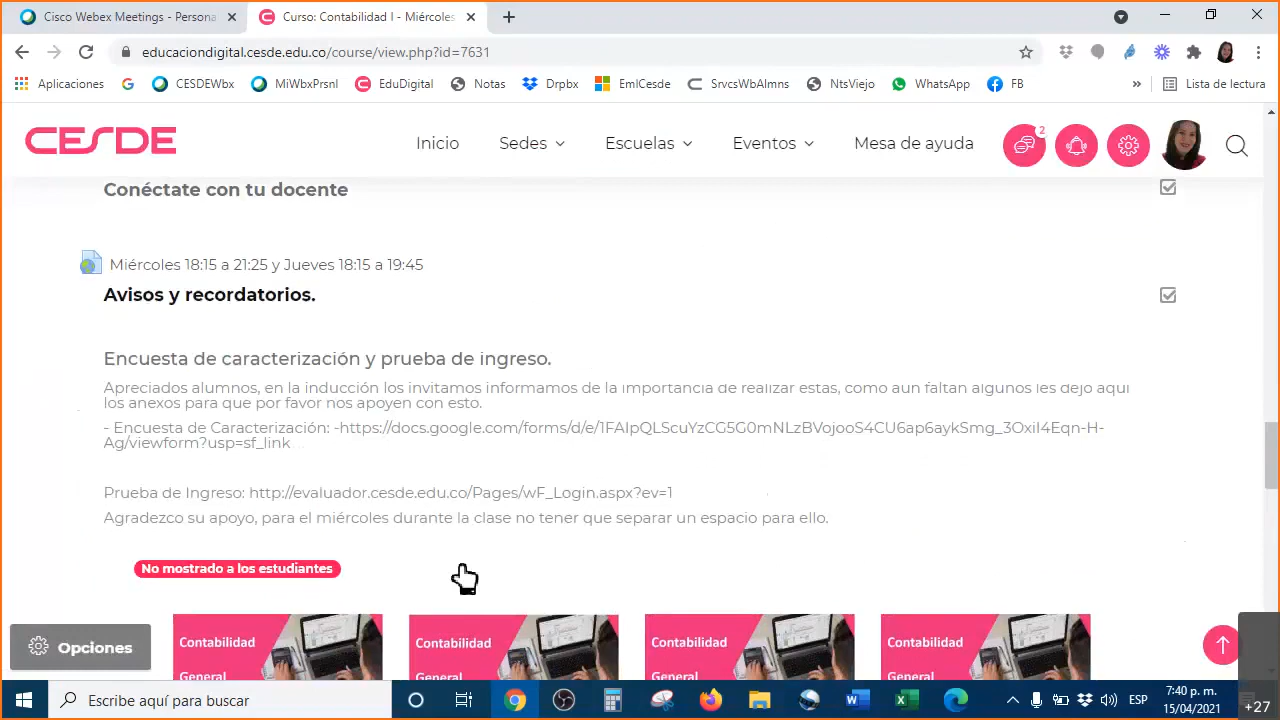 Cisco Webex Meetings - Persona
Curso: Contabilidad I - Miércoles
educaciondigital.cesde.edu.co/course/view.php?id=7631
Aplicaciones
CESDEWbx
MiWbxPrsnl
EduDigital
Notas
Drpbx
EmlCesde
SrvcsWbAlmns
NtsViejo
WhatsApp
FB
»
Lista de lectura
CESDE
Inicio
Sedes
Escuelas
Eventos
Mesa de ayuda
2
Conéctate con tu docente
Miércoles 18:15 a 21:25 y Jueves 18:15 a 19:45
Avisos y recordatorios.
Encuesta de caracterización y prueba de ingreso.
Apreciados alumnos, en la inducción los invitamos informamos de la importancia de realizar estas, como aun faltan algunos les dejo aquí
los anexos para que por favor nos apoyen con esto.
- Encuesta de Caracterización: -https://docs.google.com/forms/d/e/1FAIpQLScuYzCG5G0mNLzBVojooS4CU6ap6aykSmg_3OxiI4Eqn-H-
Ag/viewform?usp=sf_link
Prueba de Ingreso: http://evaluador.cesde.edu.co/Pages/wF_Login.aspx?ev=1
Agradezco su apoyo, para el miércoles durante la clase no tener que separar un espacio para ello.
No mostrado a los estudiantes
Contabilidad
General
Contabilidad
General
Contabilidad
General
Contabilidad
General
Opciones
Escribe aquí para buscar
ESP
7:40 p. m.
15/04/2021
+27